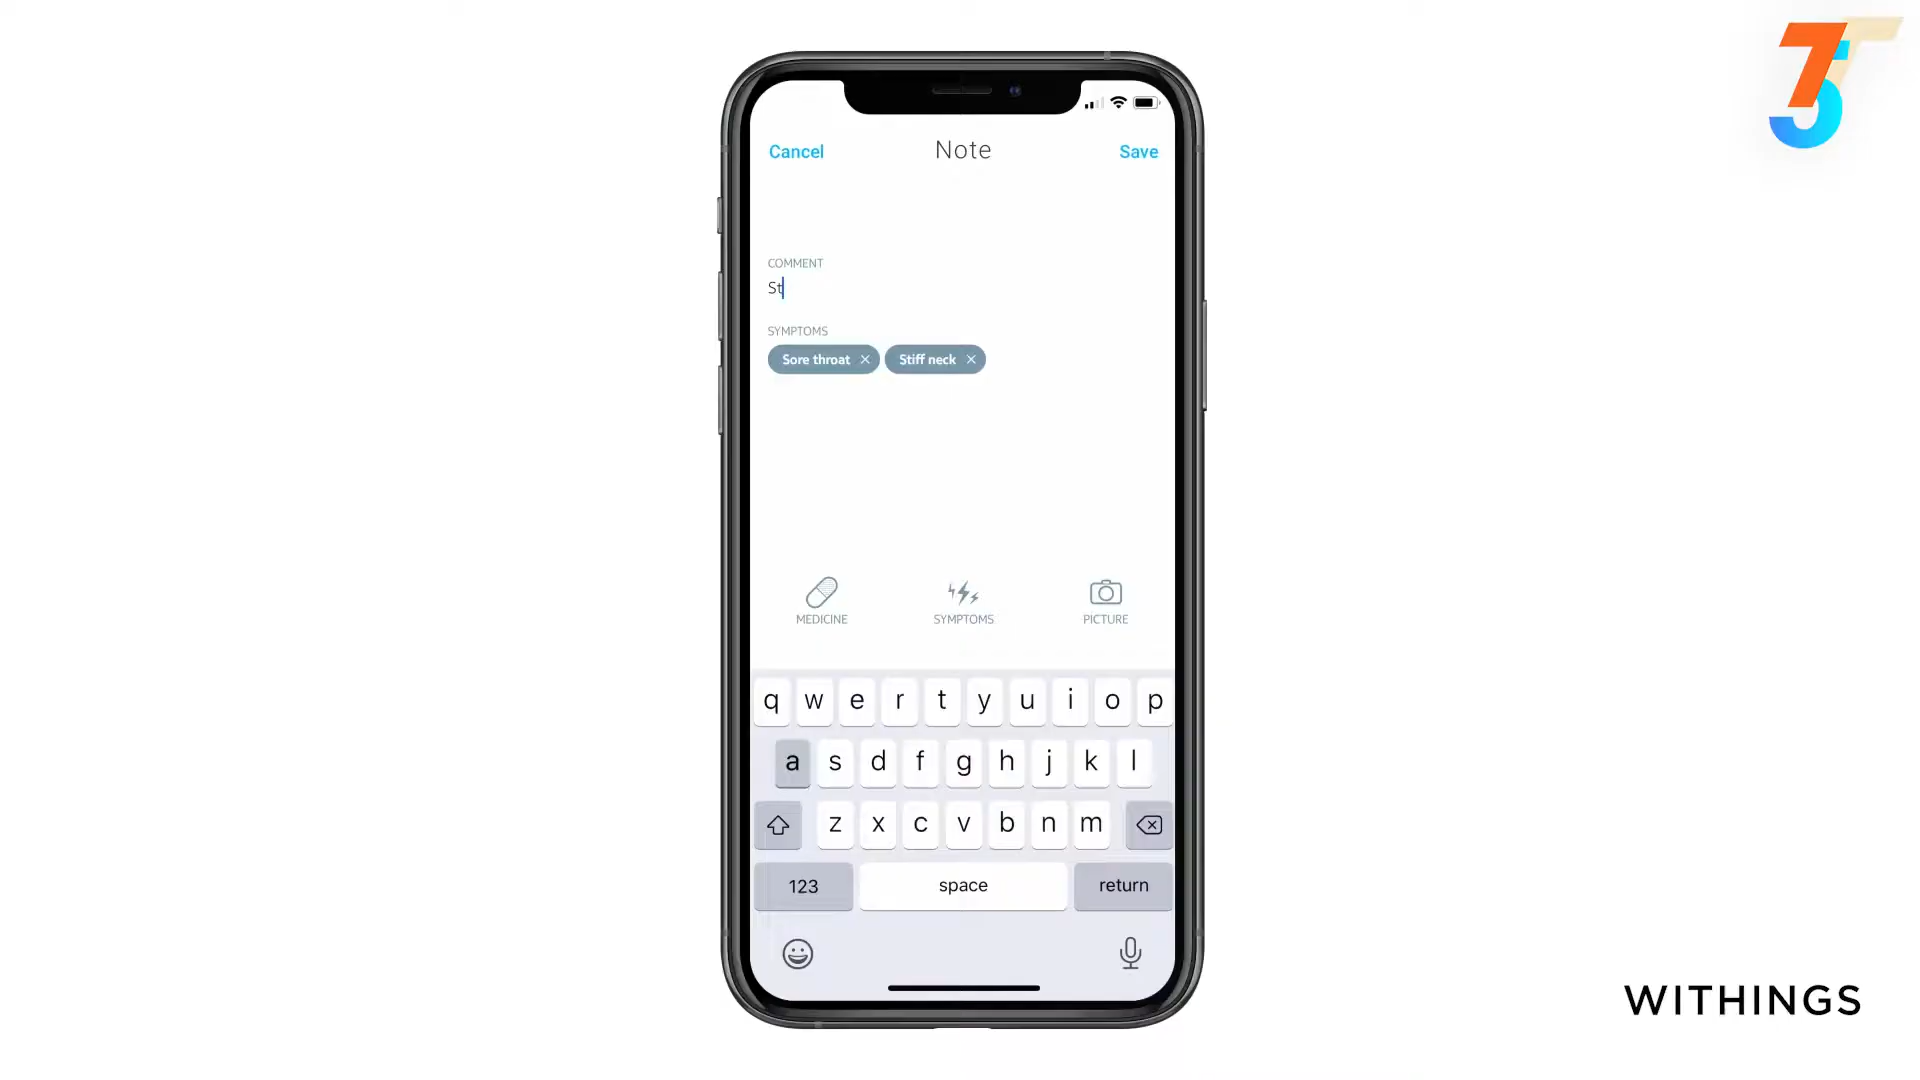 Cancel Note Save
COMMENT
St
SYMPTOMS
Sore throat Stiff neck
MEDICINE SYMPTOMS PICTURE
q w e r t y u i o p
a s d f g h j k l
z x c v b n m
123 space return
WITHINGS